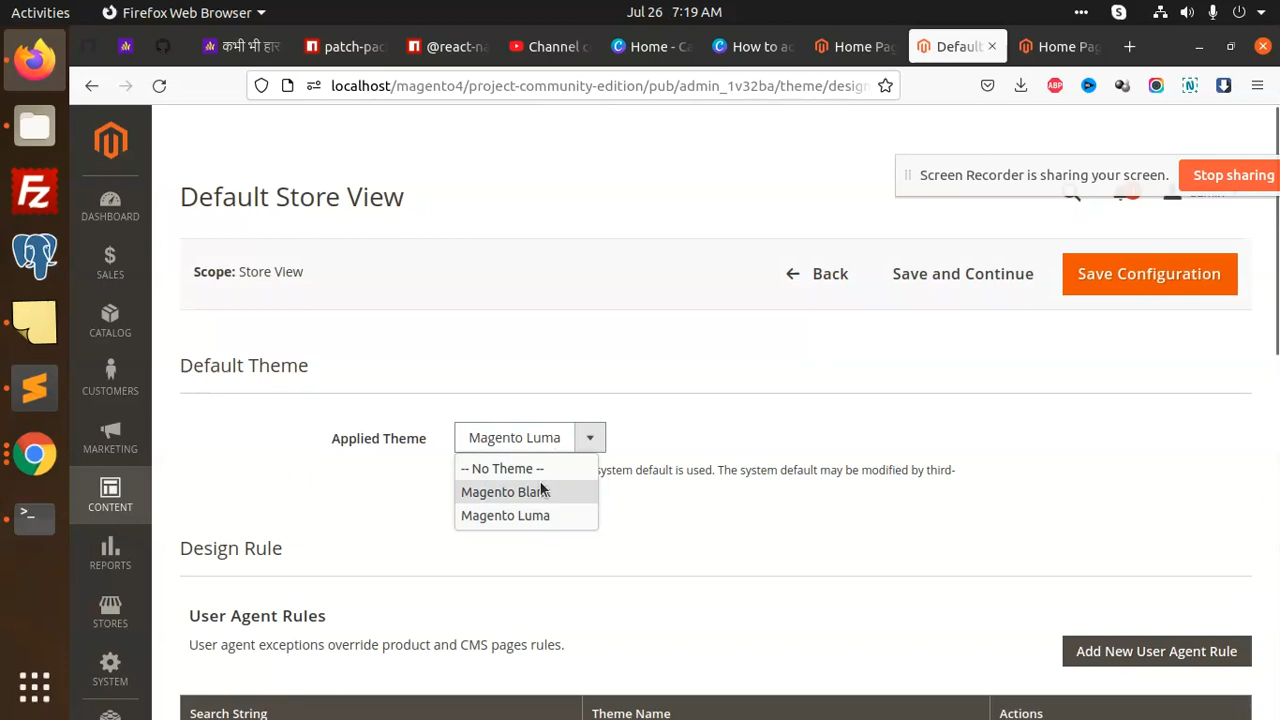 Activities
Firefox Web Browser
Jul 26 7:19 AM
कभी भी हार
patch-pac
@react-na
Channel c
Home - Ca
How to ac
Home Pag
Default
Home Pag
localhost/magento4/project-community-edition/pub/admin_1v32ba/theme/design
Screen Recorder is sharing your screen.
Stop sharing
Default Store View
Scope: Store View
Back
Save and Continue
Save Configuration
DASHBOARD
SALES
CATALOG
CUSTOMERS
MARKETING
CONTENT
REPORTS
STORES
SYSTEM
Default Theme
Applied Theme
Magento Luma
-- No Theme --
system default is used. The system default may be modified by third-
Magento Blank
Magento Luma
Design Rule
User Agent Rules
User agent exceptions override product and CMS pages rules.
Add New User Agent Rule
Search String
Theme Name
Actions